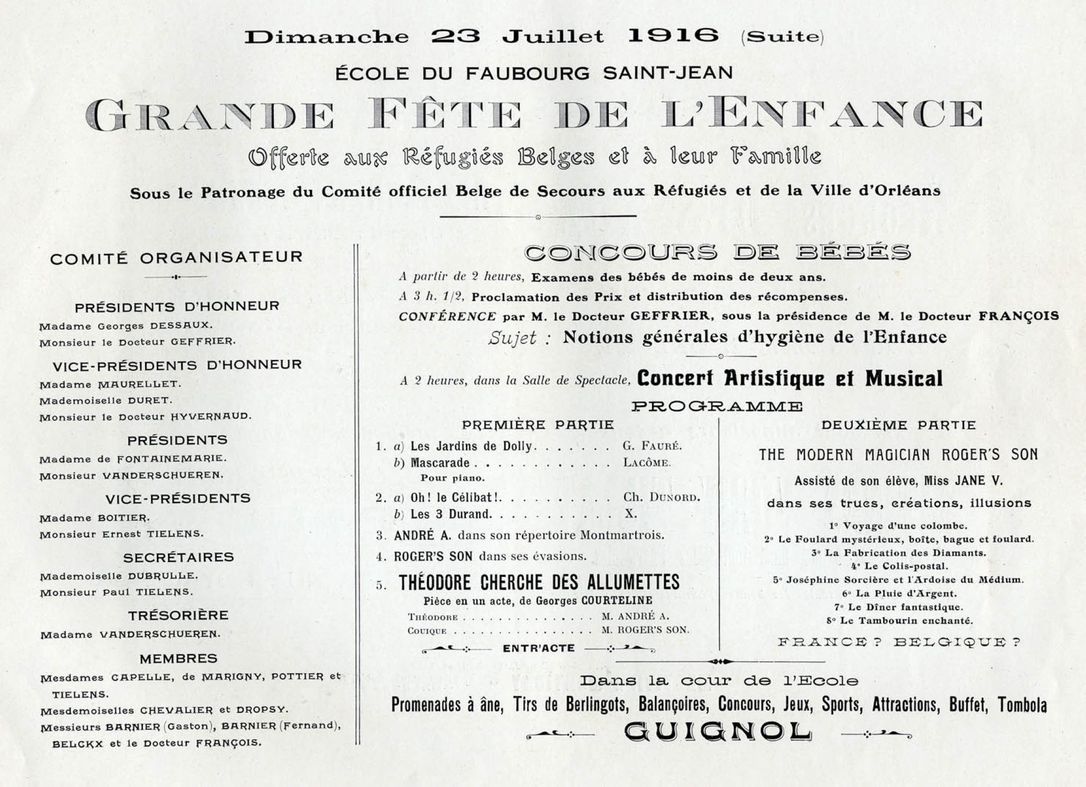 Dimanche 23 Juillet 1916 (Suite)
ÉCOLE DU FAUBOURG SAINT-JEAN
GRANDE FÊTE DE L'ENFANCE
Offerte aux Réfugiés Belges et à leur Famille
Sous le Patronage du Comité officiel Belge de Secours aux Réfugiés et de la Ville d'Orléans
COMITÉ ORGANISATEUR
PRÉSIDENTS D'HONNEUR
Madame Georges DESSAUX.
Monsieur le Docteur GEFFRIER.
VICE-PRÉSIDENTS D'HONNEUR
Madame MAURELLET.
Mademoiselle DURET.
Monsieur le Docteur HYVERNAUD.
PRÉSIDENTS
Madame de FONTAINEMARIE.
Monsieur VANDERSCHUEREN.
VICE-PRÉSIDENTS
Madame BOITIER.
Monsieur Ernest TIELENS.
SECRÉTAIRES
Mademoiselle DUBRULLE.
Monsieur Paul TIELENS.
TRÉSORIÈRE
Madame VANDERSCHUEREN.
MEMBRES
Mesdames CAPELLE, de MARIGNY, POTTIER et
TIELENS.
Mesdemoiselles CHEVALIER et DROPSY.
Messieurs BARNIER (Gaston), BARNIER (Fernand),
BELCKX et le Docteur FRANÇOIS.
CONCOURS DE BÉBÉS
A partir de 2 heures, Examens des bébés de moins de deux ans.
A 3 h. 1/2, Proclamation des Prix et distribution des récompenses.
CONFÉRENCE par M. le Docteur GEFFRIER, sous la présidence de M. le Docteur FRANÇOIS
Sujet : Notions générales d'hygiène de l'Enfance
A 2 heures, dans la Salle de Spectacle, Concert Artistique et Musical
PROGRAMME
PREMIÈRE PARTIE
1. a) Les Jardins de Dolly. . . . . . . G. FAURÉ.
b) Mascarade . . . . . . . . . . . LACÔME.
Pour piano.
2. a) Oh! le Célibat!. . . . . . . . . . Ch. DUNORD.
b) Les 3 Durand. . . . . . . . . . X.
3. ANDRÉ A. dans son répertoire Montmartrois.
4. ROGER'S SON dans ses évasions.
5. THÉODORE CHERCHE DES ALLUMETTES
Pièce en un acte, de Georges COURTELINE
THÉODORE . . . . . . . . . . . . . . . M. ANDRÉ A.
COUIQUE . . . . . . . . . . . . . . . . M. ROGER'S SON.
ENTR'ACTE
DEUXIÈME PARTIE
THE MODERN MAGICIAN ROGER'S SON
Assisté de son élève, Miss JANE V.
dans ses trucs, créations, illusions
1° Voyage d'une colombe.
2° Le Foulard mystérieux, boîte, bague et foulard.
3° La Fabrication des Diamants.
4° Le Colis-postal.
5° Joséphine Sorcière et l'Ardoise du Médium.
6° La Pluie d'Argent.
7° Le Dîner fantastique.
8° Le Tambourin enchanté.
FRANCE ? BELGIQUE ?
Dans la cour de l'Ecole
Promenades à âne, Tirs de Berlingots, Balançoires, Concours, Jeux, Sports, Attractions, Buffet, Tombola
GUIGNOL